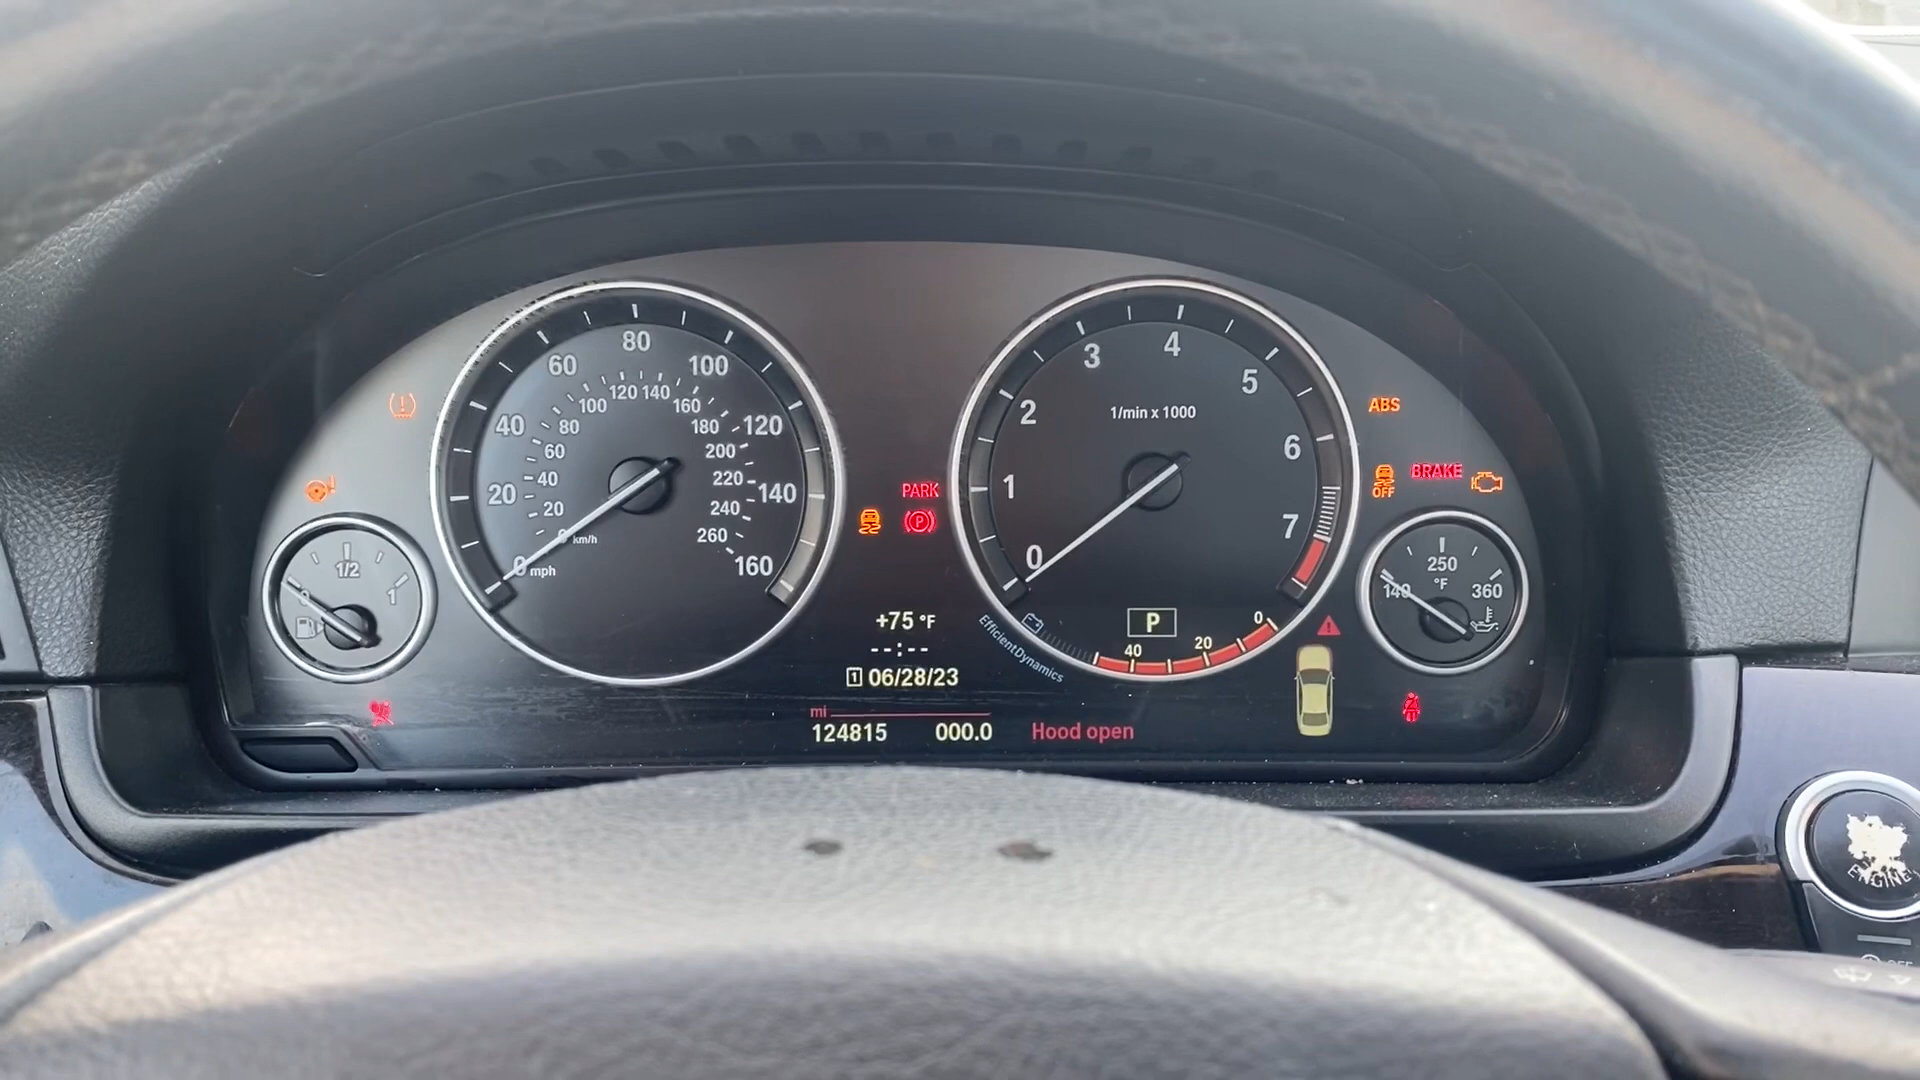 80
60
100
120 140
100
160
40
80
180
120
60
200
40
220
20
140
20
240
0
km/h
260
0 mph
160
1/2
0
1
PARK
P
+75 °F
--:--
1 06/28/23
mi
124815 000.0
Hood open
4
3
5
2
1/min x 1000
6
1
7
0
P
EfficientDynamics
40
20
0
ABS
OFF
BRAKE
250
°F
140
360
ENGINE